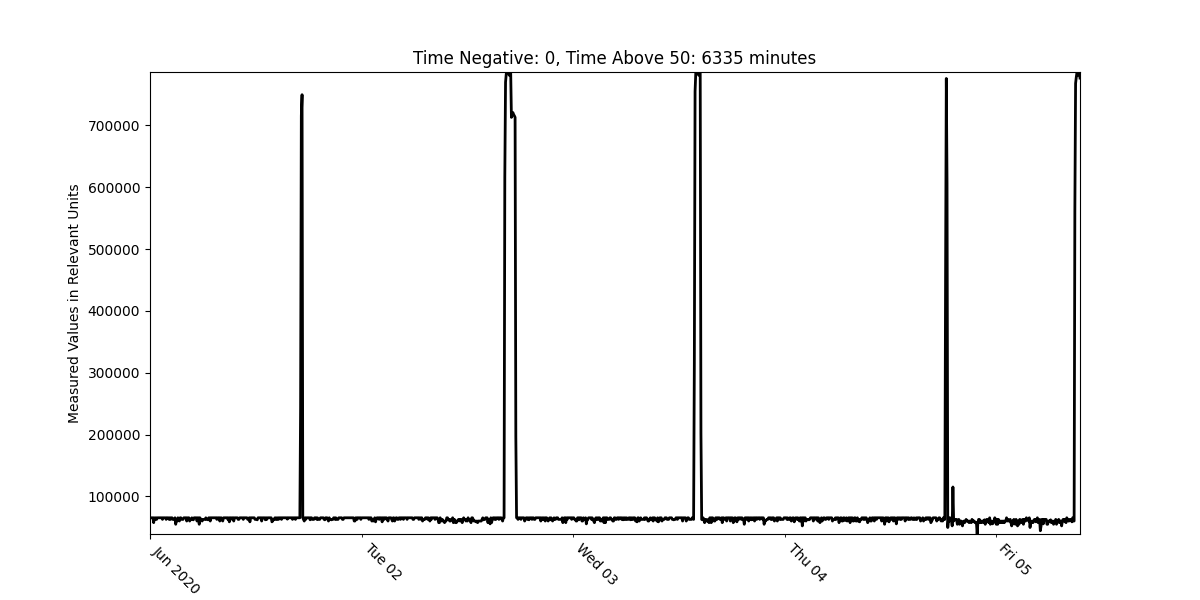 Time Negative: 0, Time Above 50: 6335 minutes
Measured Values in Relevant Units
700000
600000
500000
400000
300000
200000
100000
Jun 2020
Tue 02
Wed 03
Thu 04
Fri 05